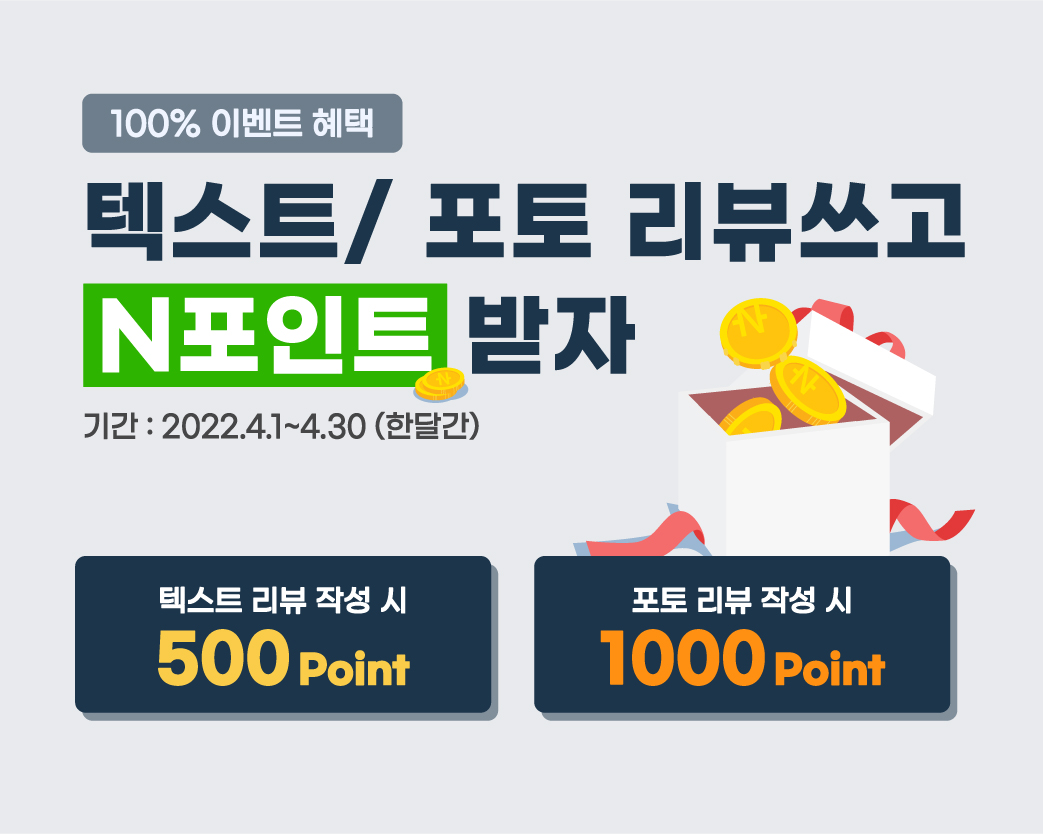 100% 이벤트 혜택
텍스트/ 포토 리뷰쓰고
N포인트 받자
기간 : 2022.4.1~4.30 (한달간)
텍스트 리뷰 작성 시
500 Point
포토 리뷰 작성 시
1000 Point